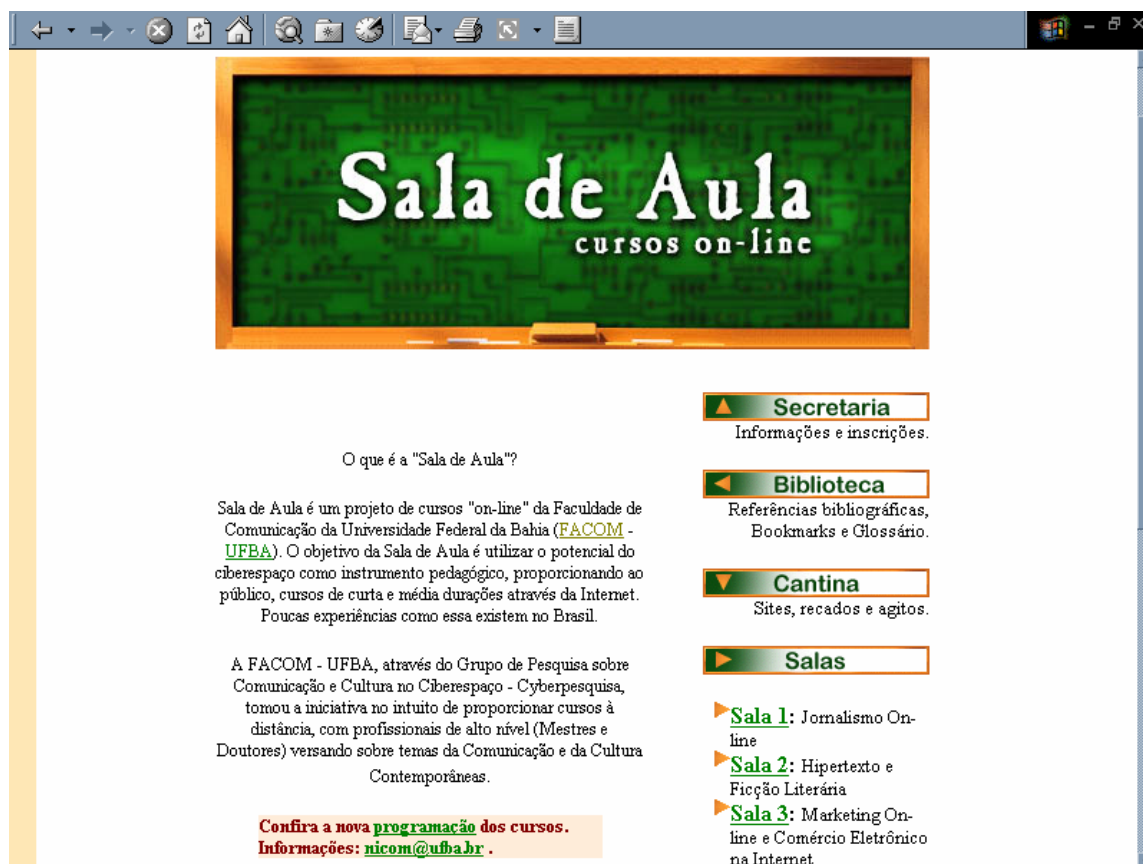 Sala de Aula
cursos on-line
O que é a "Sala de Aula"?
Sala de Aula é um projeto de cursos "on-line" da Faculdade de
Comunicação da Universidade Federal da Bahia (FACOM -
UFBA). O objetivo da Sala de Aula é utilizar o potencial do
ciberespaço como instrumento pedagógico, proporcionando ao
público, cursos de curta e média durações através da Internet.
Poucas experiências como essa existem no Brasil.
A FACOM - UFBA, através do Grupo de Pesquisa sobre
Comunicação e Cultura no Ciberespaço - Cyberpesquisa,
tomou a iniciativa no intuito de proporcionar cursos à
distância, com profissionais de alto nível (Mestres e
Doutores) versando sobre temas da Comunicação e da Cultura
Contemporâneas.
Confira a nova programação dos cursos.
Informações: nicom@ufba.br .
Secretaria
Informações e inscrições.
Biblioteca
Referências bibliográficas,
Bookmarks e Glossário.
Cantina
Sites, recados e agitos.
Salas
Sala 1: Jornalismo On-
line
Sala 2: Hipertexto e
Ficção Literária
Sala 3: Marketing On-
line e Comércio Eletrônico
na Internet